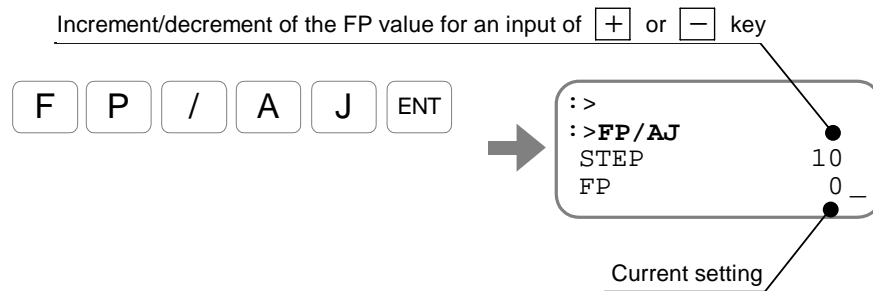 Increment/decrement of the FP value for an input of + or − key
F P / A J ENT
:>
:>FP/AJ
STEP 10
FP 0_
Current setting